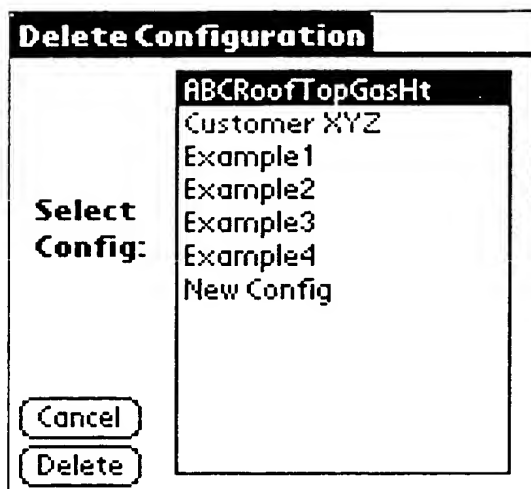 Delete Configuration
Select
Config:
ABCRoofTopGasHt
Customer XYZ
Example1
Example2
Example3
Example4
New Config
Cancel
Delete